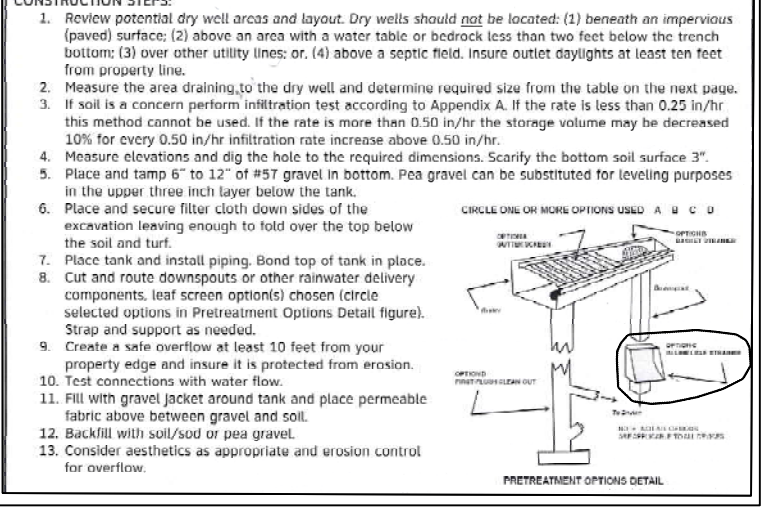 CONSTRUCTION STEPS:
1. Review potential dry well areas and layout. Dry wells should not be located: (1) beneath an impervious
(paved) surface; (2) above an area with a water table or bedrock less than two feet below the trench
bottom; (3) over other utility lines; or, (4) above a septic field. Insure outlet daylights at least ten feet
from property line.
2. Measure the area draining to the dry well and determine required size from the table on the next page.
3. If soil is a concern perform infiltration test according to Appendix A. If the rate is less than 0.25 in/hr
this method cannot be used. If the rate is more than 0.50 in/hr the storage volume may be decreased
10% for every 0.50 in/hr infiltration rate increase above 0.50 in/hr.
4. Measure elevations and dig the hole to the required dimensions. Scarify the bottom soil surface 3".
5. Place and tamp 6" to 12" of #57 gravel in bottom. Pea gravel can be substituted for leveling purposes
in the upper three inch layer below the tank.
6. Place and secure filter cloth down sides of the
excavation leaving enough to fold over the top below
the soil and turf.
7. Place tank and install piping. Bond top of tank in place.
8. Cut and route downspouts or other rainwater delivery
components, leaf screen option(s) chosen (circle
selected options in Pretreatment Options Detail figure).
Strap and support as needed.
9. Create a safe overflow at least 10 feet from your
property edge and insure it is protected from erosion.
10. Test connections with water flow.
11. Fill with gravel jacket around tank and place permeable
fabric above between gravel and soil.
12. Backfill with soil/sod or pea gravel.
13. Consider aesthetics as appropriate and erosion control
for overflow.
CIRCLE ONE OR MORE OPTIONS USED A B C D
OPTION A
GUTTER SCREEN
OPTION B
BASKET STRAINER
Downspout
Gutter
OPTION C
IN LINE LEAF STRAINER
OPTION D
FIRST FLUSH CLEAN OUT
NOTE: NOT ALL OPTIONS
ARE APPLICABLE TO ALL DEVICES
PRETREATMENT OPTIONS DETAIL